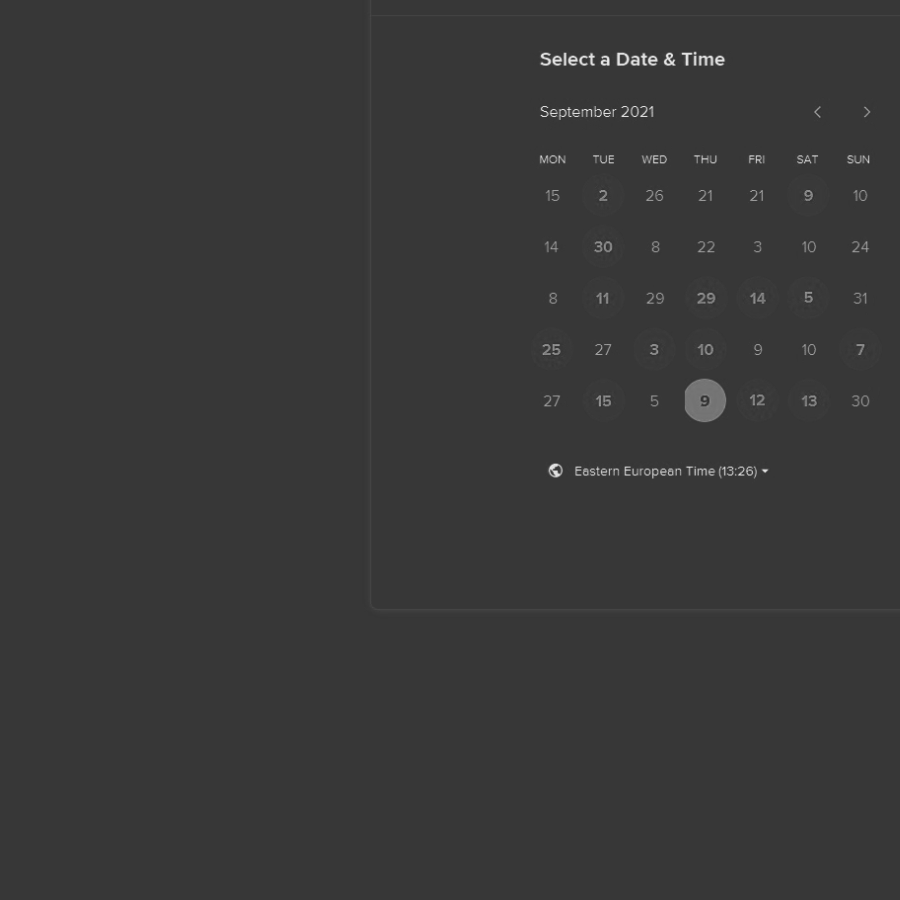 Select a Date & Time
September 2021
MON TUE WED THU FRI SAT SUN
15 2 26 21 21 9 10
14 30 8 22 3 10 24
8 11 29 29 14 5 31
25 27 3 10 9 10 7
27 15 5 9 12 13 30
Eastern European Time (13:26)